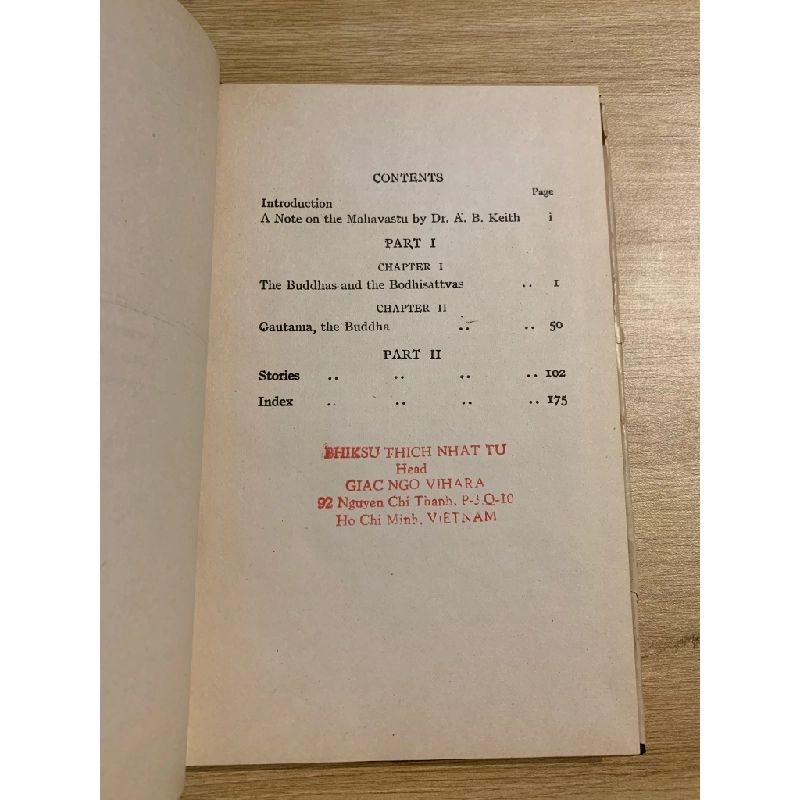 CONTENTS
Page
Introduction
A Note on the Mahavastu by Dr. A. B. Keith i
PART I
CHAPTER I
The Buddhas and the Bodhisattvas .. 1
CHAPTER II
Gautama, the Buddha .. .. 50
PART II
Stories .. .. .. .. 102
Index .. .. .. .. 175
BHIKSU THICH NHAT TU
Head
GIAC NGO VIHARA
92 Nguyen Chi Thanh, P-3.Q-10
Ho Chi Minh, VIETNAM